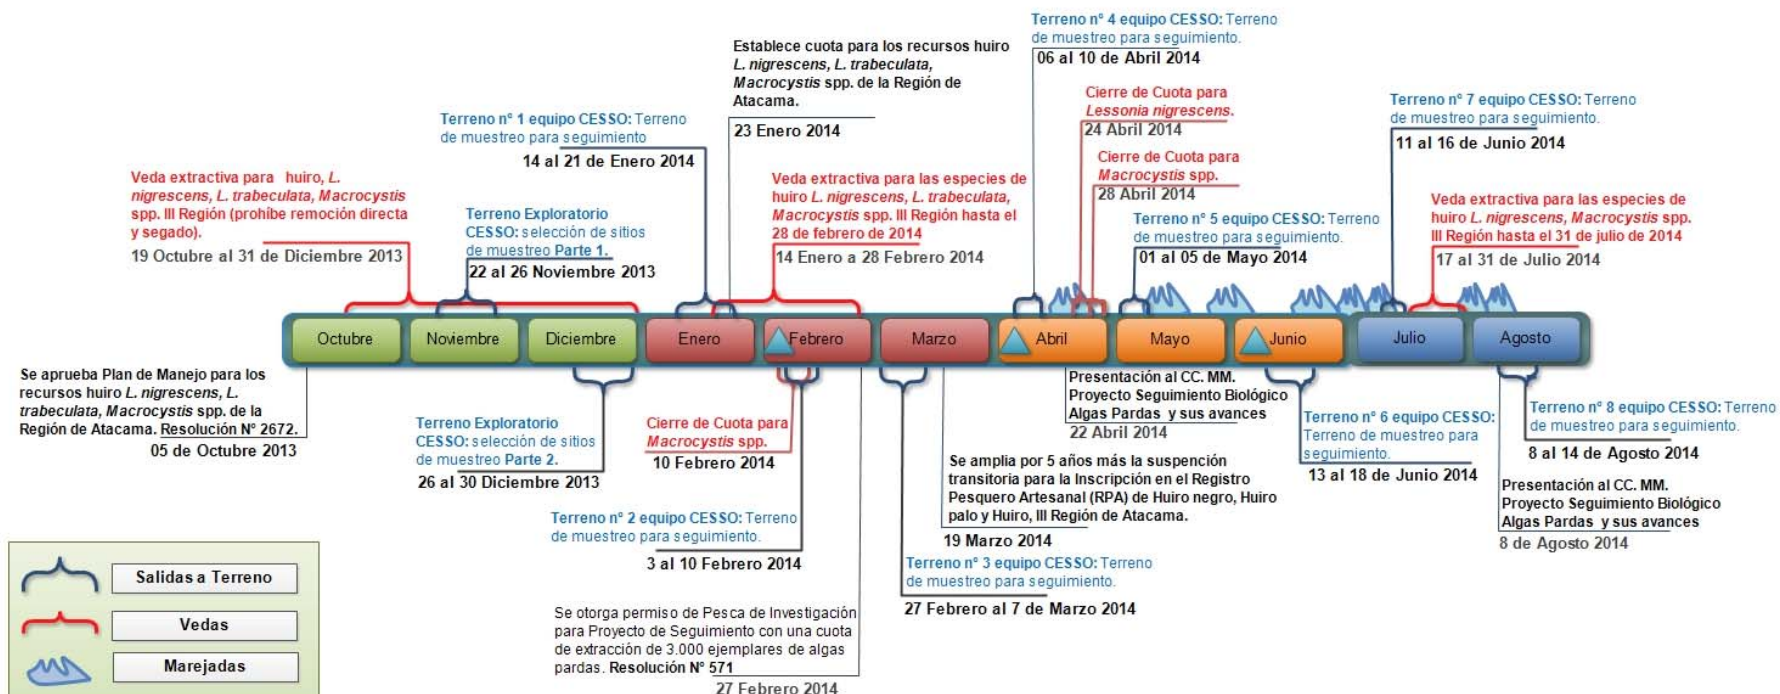 Terreno nº 4 equipo CESSO: Terreno
de muestreo para seguimiento.
06 al 10 de Abril 2014
Establece cuota para los recursos huiro
L. nigrescens, L. trabeculata,
Macrocystis spp. de la Región de
Atacama.
23 Enero 2014
Cierre de Cuota para
Lessonia nigrescens.
24 Abril 2014
Terreno nº 7 equipo CESSO: Terreno
de muestreo para seguimiento.
11 al 16 de Junio 2014
Terreno nº 1 equipo CESSO: Terreno
de muestreo para seguimiento
14 al 21 de Enero 2014
Cierre de Cuota para
Macrocystis spp.
28 Abril 2014
Veda extractiva para huiro, L.
nigrescens, L. trabeculata, Macrocystis
spp. III Región (prohíbe remoción directa
y segado).
19 Octubre al 31 de Diciembre 2013
Terreno Exploratorio
CESSO: selección de sitios
de muestreo Parte 1.
22 al 26 Noviembre 2013
Veda extractiva para las especies de
huiro L. nigrescens, L. trabeculata,
Macrocystis spp. III Región hasta el
28 de febrero de 2014
14 Enero a 28 Febrero 2014
Terreno nº 5 equipo CESSO: Terreno
de muestreo para seguimiento.
01 al 05 de Mayo 2014
Veda extractiva para las especies de
huiro L. nigrescens, Macrocystis spp.
III Región hasta el 31 de julio de 2014
17 al 31 de Julio 2014
Octubre
Noviembre
Diciembre
Enero
Febrero
Marzo
Abril
Mayo
Junio
Julio
Agosto
Se aprueba Plan de Manejo para los
recursos huiro L. nigrescens, L.
trabeculata, Macrocystis spp. de la
Región de Atacama. Resolución Nº 2672.
05 de Octubre 2013
Terreno Exploratorio
CESSO: selección de sitios
de muestreo Parte 2.
26 al 30 Diciembre 2013
Cierre de Cuota para
Macrocystis spp.
10 Febrero 2014
Presentación al CC. MM.
Proyecto Seguimiento Biológico
Algas Pardas y sus avances
22 Abril 2014
Terreno nº 6 equipo CESSO:
Terreno de muestreo para
seguimiento.
13 al 18 de Junio 2014
Terreno nº 8 equipo CESSO: Terreno
de muestreo para seguimiento.
8 al 14 de Agosto 2014
Se amplia por 5 años más la suspención
transitoria para la Inscripción en el Registro
Pesquero Artesanal (RPA) de Huiro negro, Huiro
palo y Huiro, III Región de Atacama.
19 Marzo 2014
Presentación al CC. MM.
Proyecto Seguimiento Biológico
Algas Pardas y sus avances
8 de Agosto 2014
Terreno nº 2 equipo CESSO: Terreno
de muestreo para seguimiento.
3 al 10 Febrero 2014
Terreno nº 3 equipo CESSO: Terreno
de muestreo para seguimiento.
27 Febrero al 7 de Marzo 2014
Se otorga permiso de Pesca de Investigación
para Proyecto de Seguimiento con una cuota
de extracción de 3.000 ejemplares de algas
pardas. Resolución Nº 571
27 Febrero 2014
Salidas a Terreno
Vedas
Marejadas